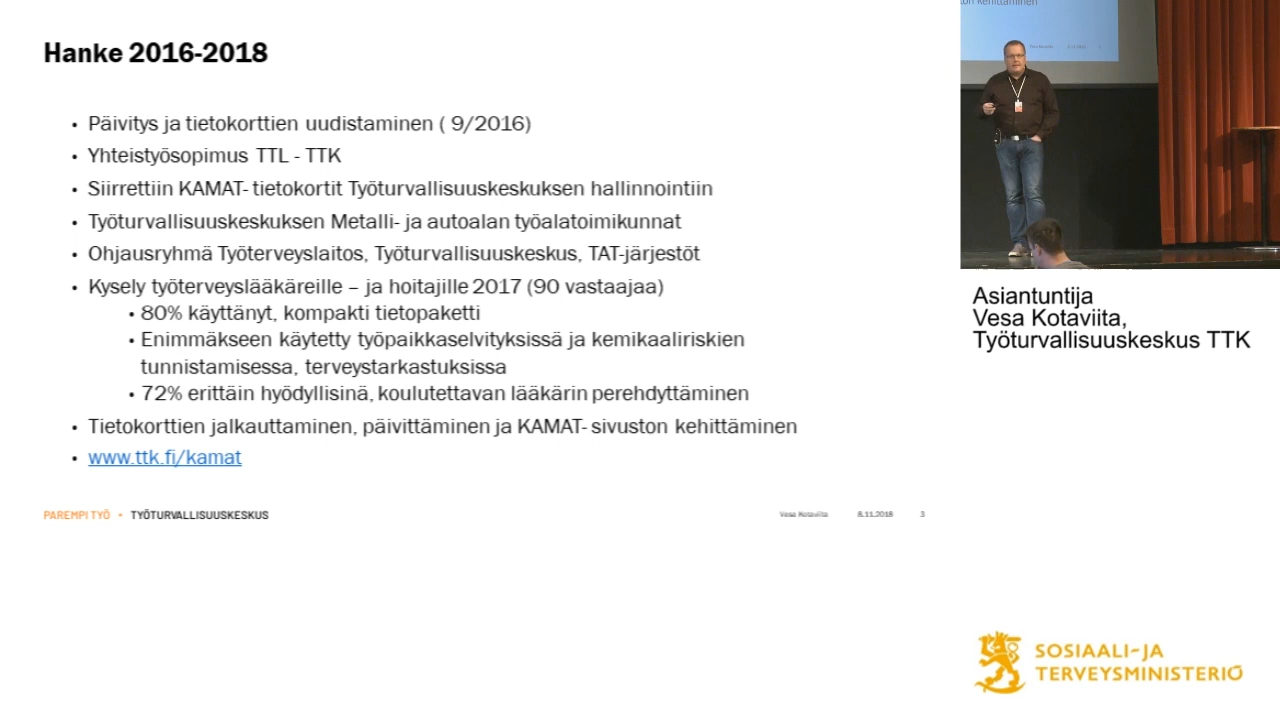 Hanke 2016-2018
• Päivitys ja tietokorttien uudistaminen ( 9/2016)
• Yhteistyösopimus TTL - TTK
• Siirrettiin KAMAT- tietokortit Työturvallisuuskeskuksen hallinnointiin
• Työturvallisuuskeskuksen Metalli- ja autoalan työalatoimikunnat
• Ohjausryhmä Työterveyslaitos, Työturvallisuuskeskus, TAT-järjestöt
• Kysely työterveyslääkäreille – ja hoitajille 2017 (90 vastaajaa)
• 80% käyttänyt, kompakti tietopaketti
• Enimmäkseen käytetty työpaikkaselvityksissä ja kemikaaliriskien
tunnistamisessa, terveystarkastuksissa
• 72% erittäin hyödyllisinä, koulutettavan lääkärin perehdyttäminen
• Tietokorttien jalkauttaminen, päivittäminen ja KAMAT- sivuston kehittäminen
• www.ttk.fi/kamat
PAREMPI TYÖ • TYÖTURVALLISUUSKESKUS
Vesa Kotaviita 8.11.2018 3
kehittäminen
Asiantuntija
Vesa Kotaviita,
Työturvallisuuskeskus TTK
SOSIAALI- JA
TERVEYSMINISTERIÖ